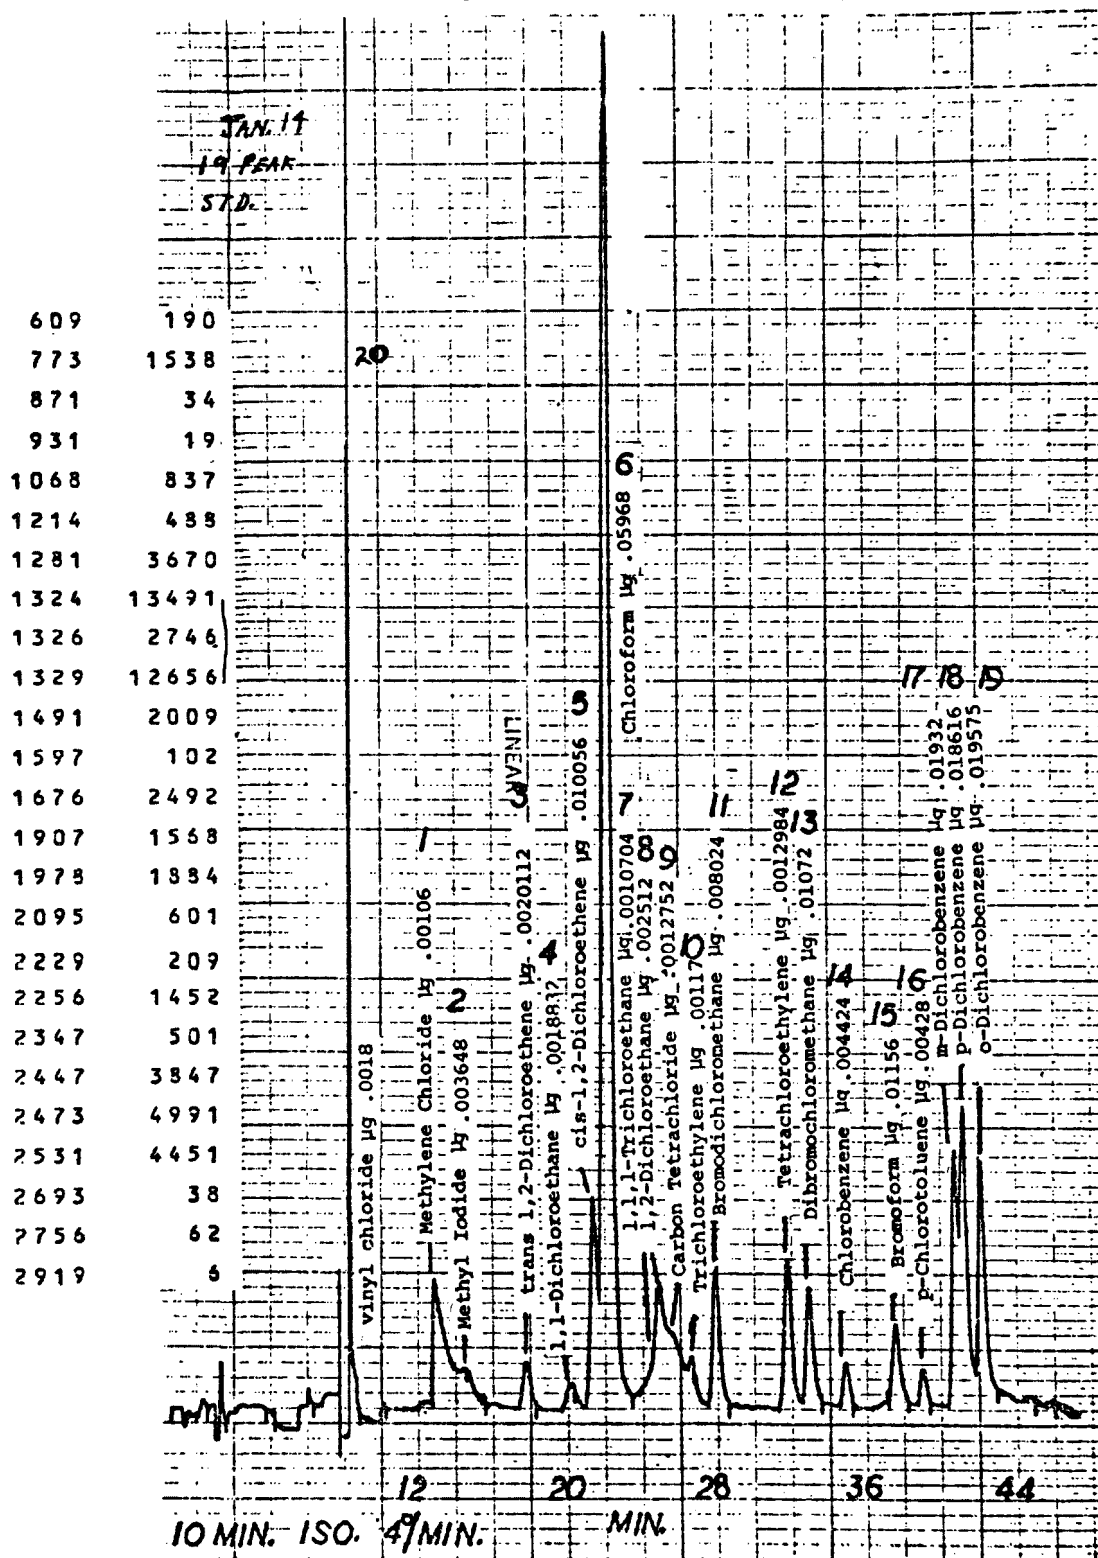 JAN. 14
19 PEAK
STD.
609 190
773 1538
871 34
931 19
1068 837
1214 488
1281 3670
1324 13491
1326 2746
1329 12656
1491 2009
1597 102
1676 2492
1907 1568
1978 1884
2095 601
2229 209
2256 1452
2347 501
2447 3847
2473 4991
2531 4451
2693 38
2756 62
2919 6
20
vinyl chloride µg .0018
1
Methylene Chloride µg .00106
2
Methyl Iodide µg .003648
LINEAR
3
trans 1,2-Dichloroethene µg .0020112
4
1,1-Dichloroethane µg .0018832
5
cis-1,2-Dichloroethene µg .010056
6
Chloroform µg .05968
7
1,1,1-Trichloroethane µg .0010704
8
1,2-Dichloroethane µg .002512
9
Carbon Tetrachloride µg .0012752
10
Trichloroethylene µg .00117
11
Bromodichloromethane µg .008024
12
Tetrachloroethylene µg .0012984
13
Dibromochloromethane µg .01072
14
Chlorobenzene µg .004424
15
Bromoform µg .01156
16
p-Chlorotoluene µg .00428
17
m-Dichlorobenzene µg .01932
18
p-Dichlorobenzene µg .018616
19
o-Dichlorobenzene µg .019575
12 20 28 36 44
10 MIN. ISO. 4°/MIN. MIN.